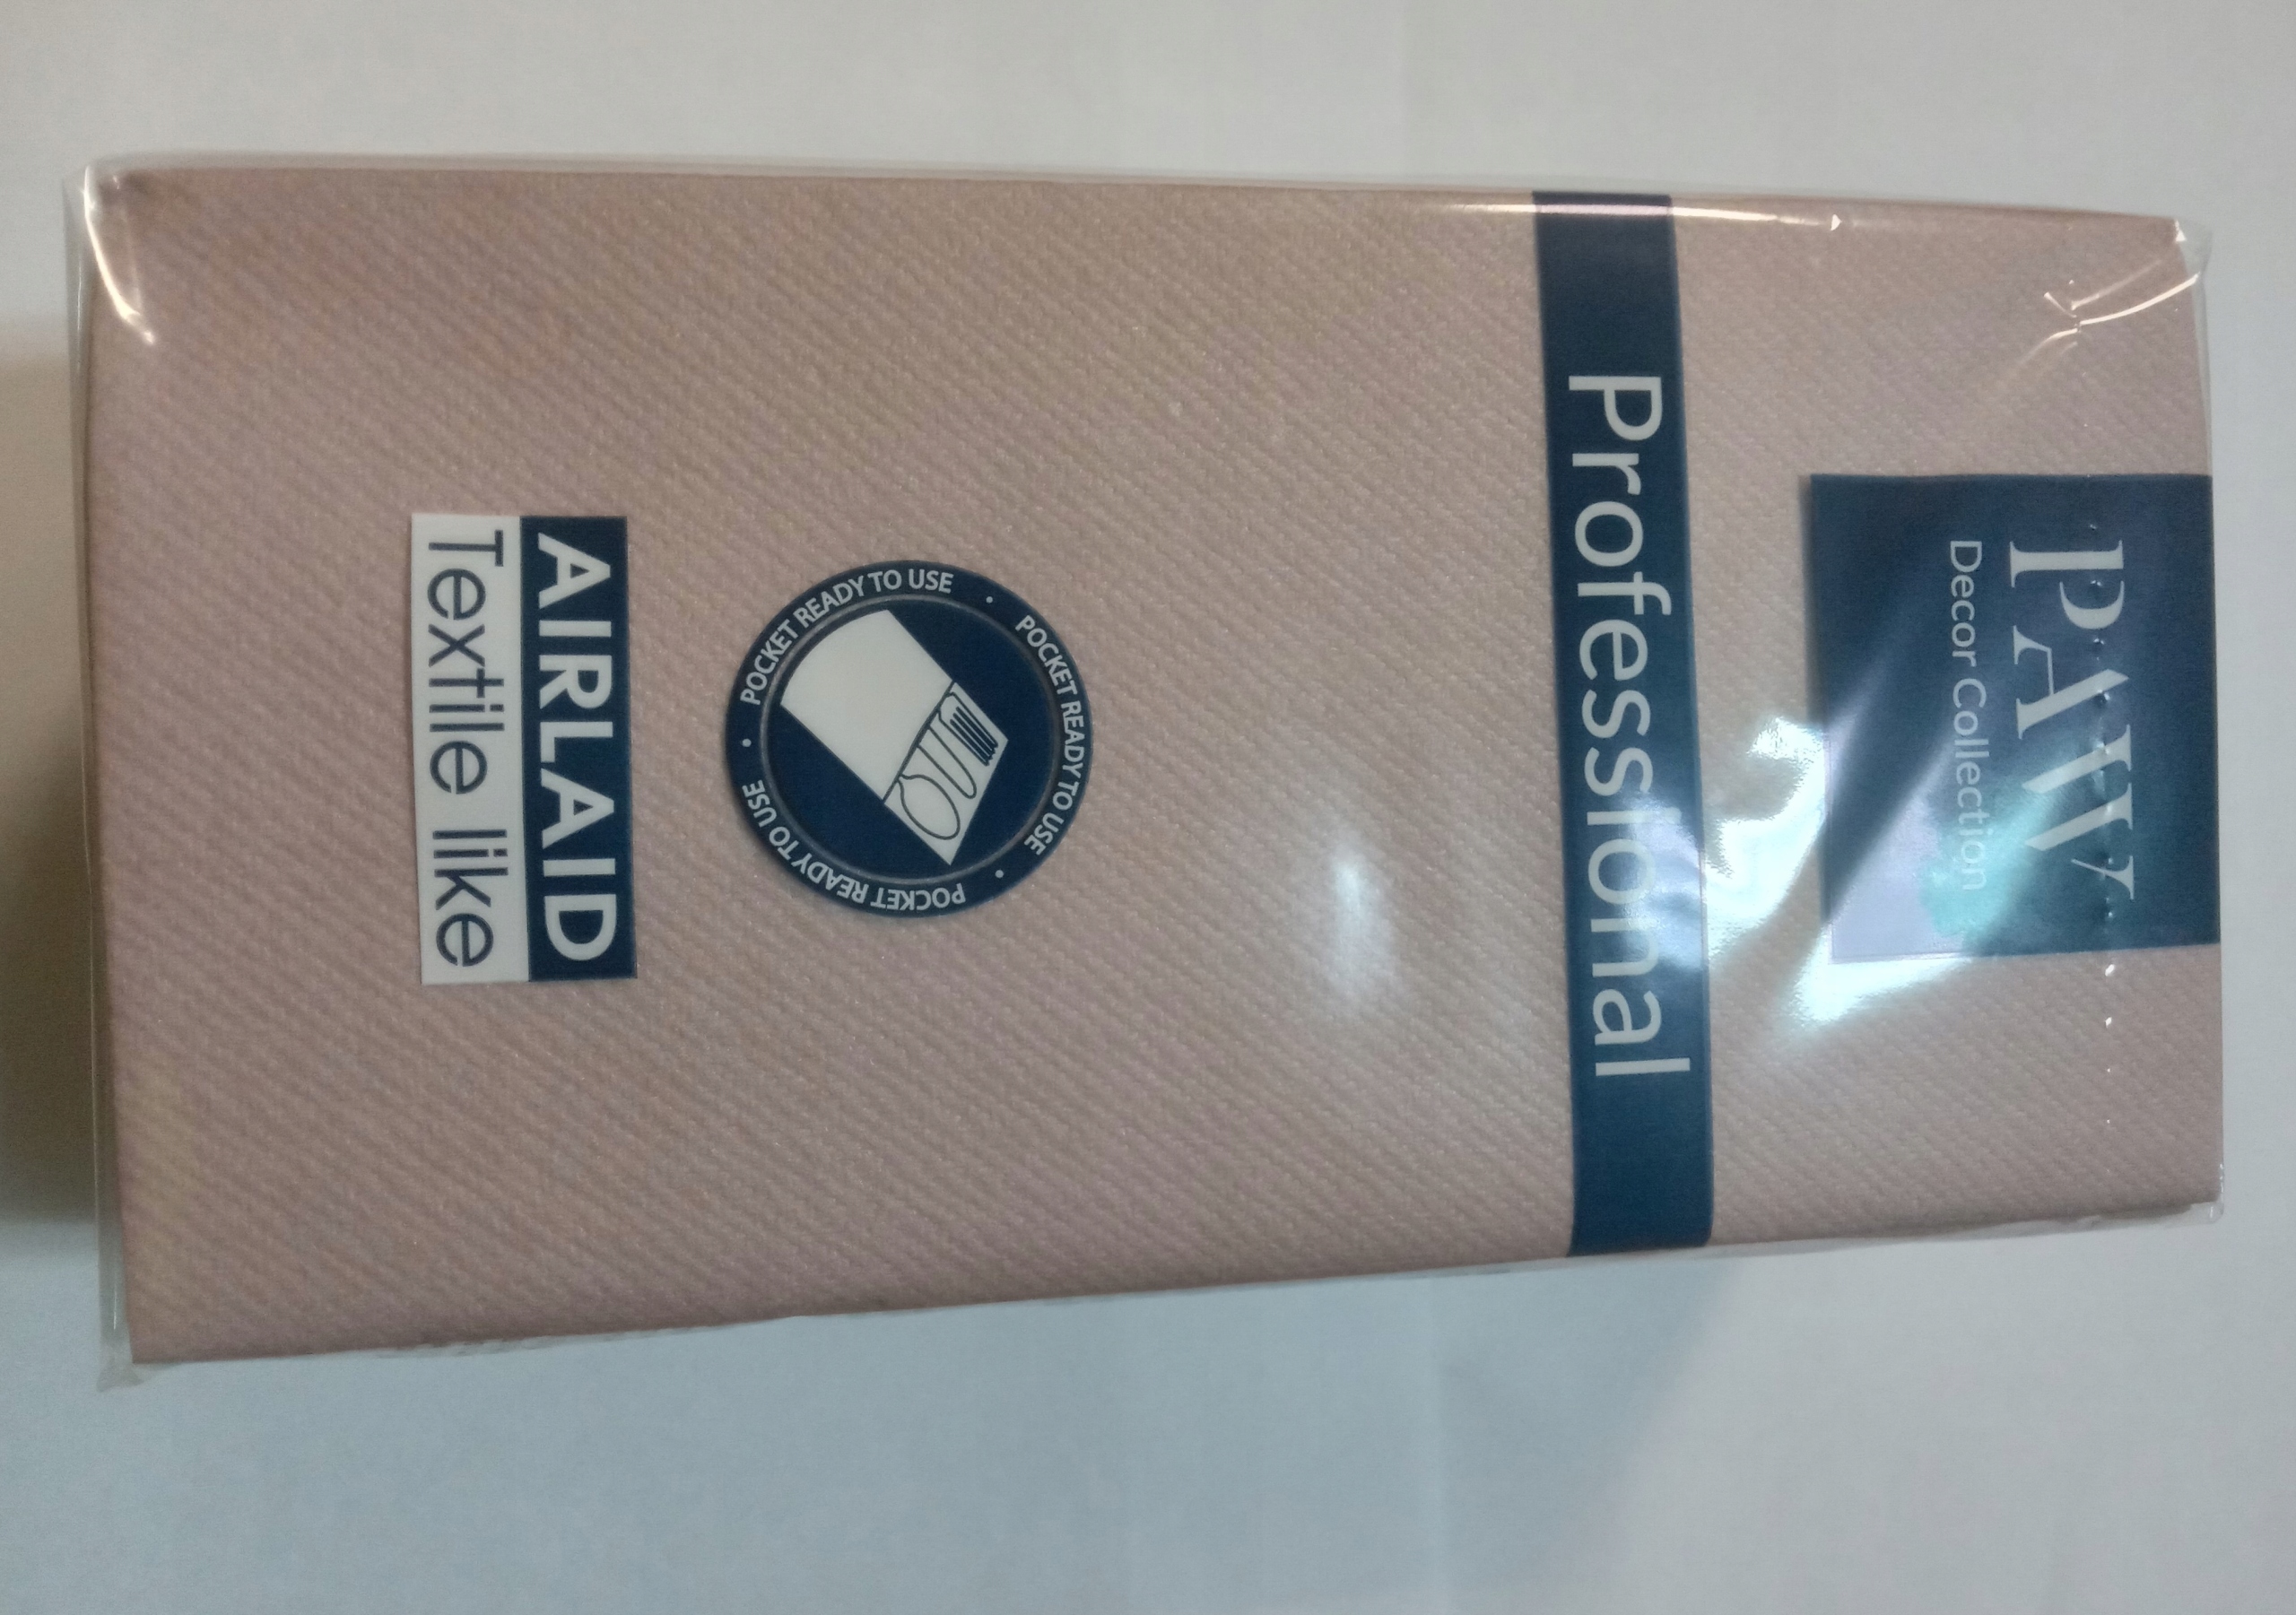 PAW
Decor Collection
Professional
POCKET READY TO USE • POCKET READY TO USE • POCKET READY TO USE •
AIRLAID
Textile like